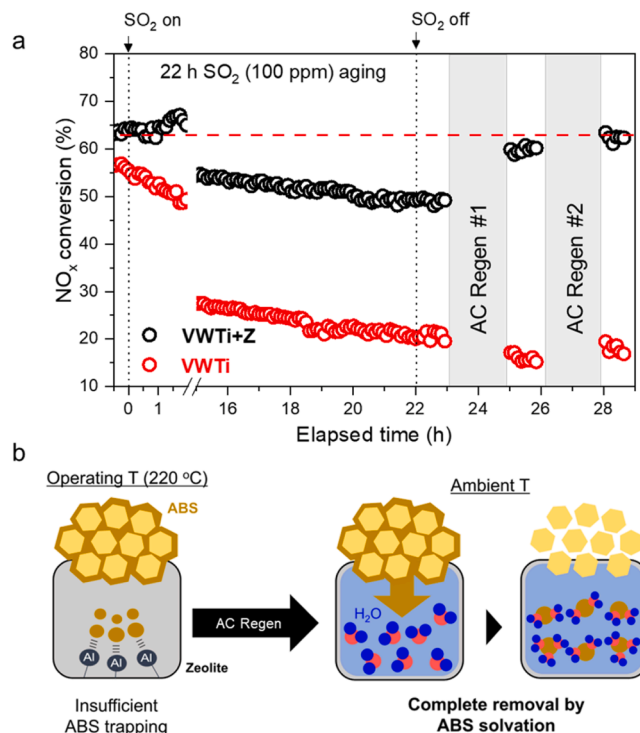 SO2 on
SO2 off
a
22 h SO2 (100 ppm) aging
80
70
60
50
40
30
20
10
NOx conversion (%)
VWTi+Z
VWTi
AC Regen #1
AC Regen #2
0 1 16 18 20 22 24 26 28
Elapsed time (h)
b
Operating T (220 °C)
Ambient T
ABS
H2O
AC Regen
Al Al Al
Zeolite
Insufficient
ABS trapping
Complete removal by
ABS solvation